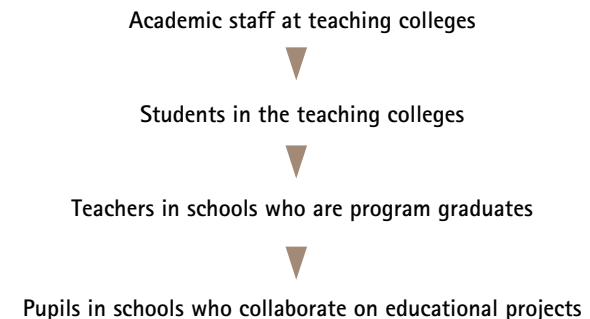 Academic staff at teaching colleges
Students in the teaching colleges
Teachers in schools who are program graduates
Pupils in schools who collaborate on educational projects